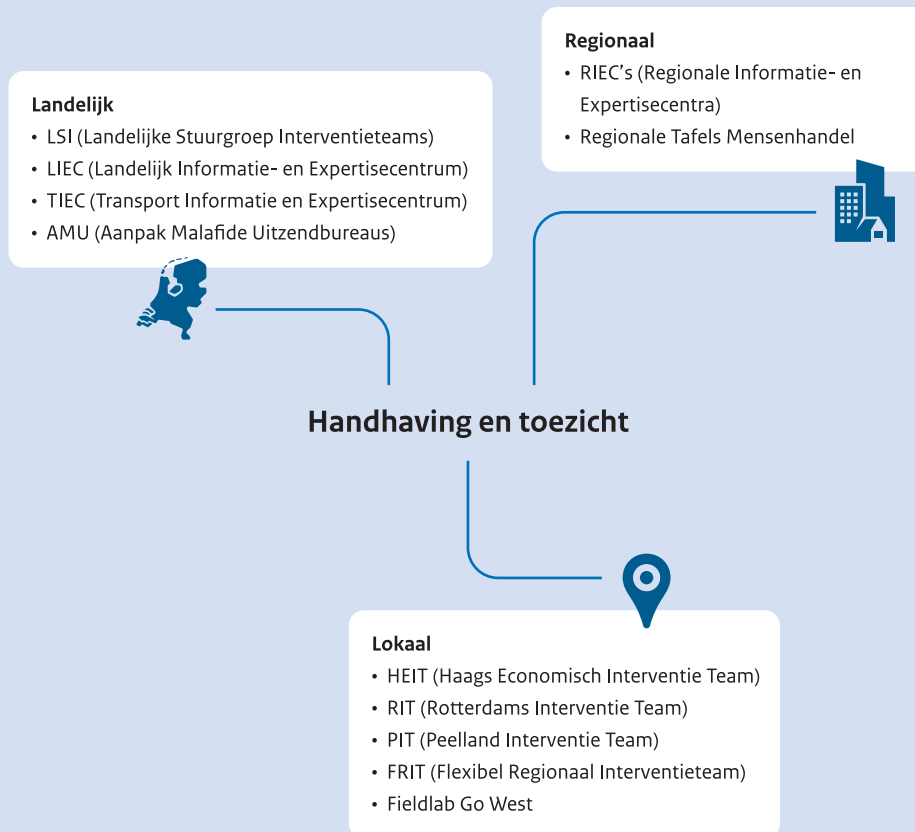 Landelijk
• LSI (Landelijke Stuurgroep Interventieteams)
• LIEC (Landelijk Informatie- en Expertisecentrum)
• TIEC (Transport Informatie en Expertisecentrum)
• AMU (Aanpak Malafide Uitzendbureaus)
Regionaal
• RIEC’s (Regionale Informatie- en
Expertisecentra)
• Regionale Tafels Mensenhandel
Handhaving en toezicht
Lokaal
• HEIT (Haags Economisch Interventie Team)
• RIT (Rotterdams Interventie Team)
• PIT (Peelland Interventie Team)
• FRIT (Flexibel Regionaal Interventieteam)
• Fieldlab Go West